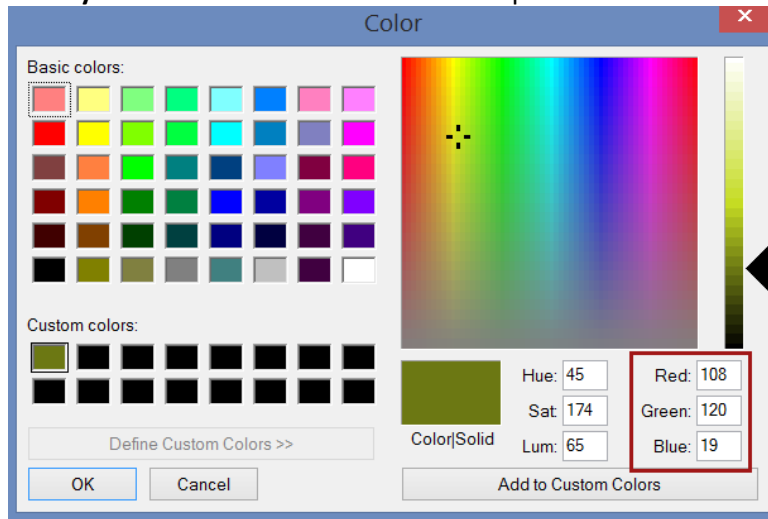 Color
Basic colors:
Custom colors:
Define Custom Colors >>
OK Cancel
Color|Solid
Hue: 45
Sat: 174
Lum: 65
Red: 108
Green: 120
Blue: 19
Add to Custom Colors